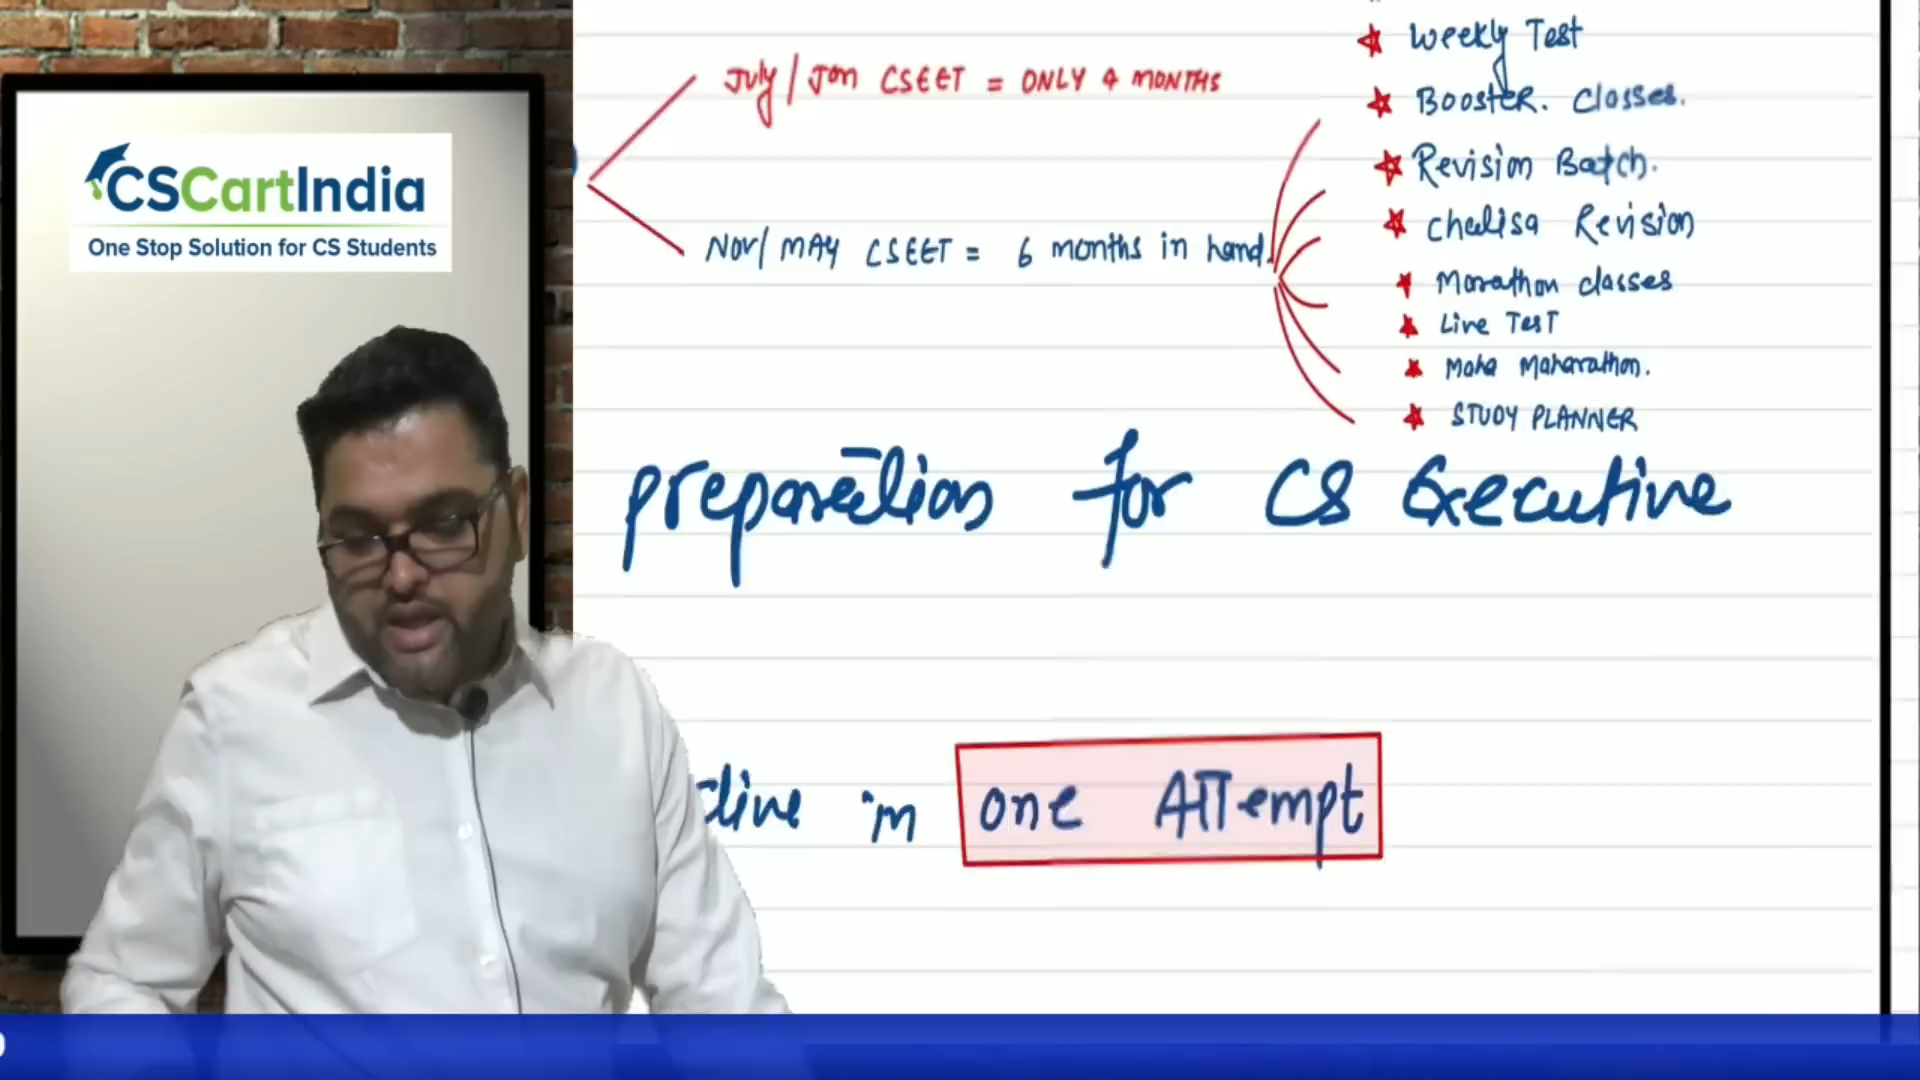 CSCartIndia
One Stop Solution for CS Students
July/Jan CSEET = ONLY 4 MONTHS
Nov/MAY CSEET = 6 months in hand.
Weekly Test
BOOSTER. Classes.
Revision Batch.
Chalisa Revision
Marathon classes
Live TesT
Maha Maharathon.
STUDY PLANNER
preparation for CS Executive
in one ATTempt